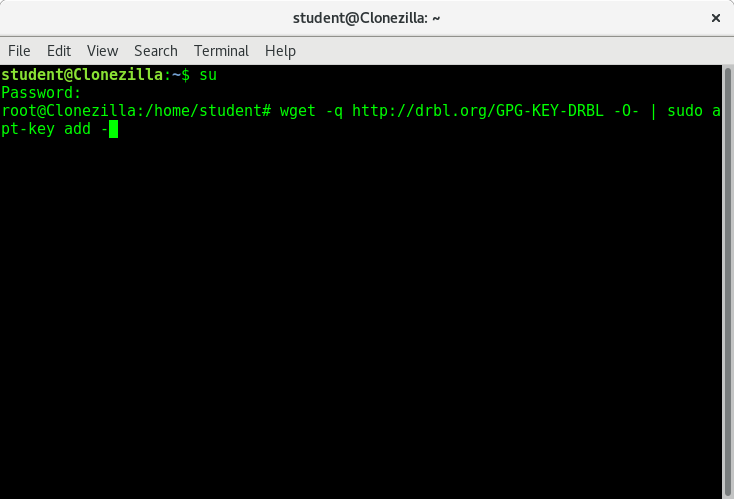 student@Clonezilla: ~
File Edit View Search Terminal Help
student@Clonezilla:~$ su
Password:
root@Clonezilla:/home/student# wget -q http://drbl.org/GPG-KEY-DRBL -O- | sudo a
pt-key add -